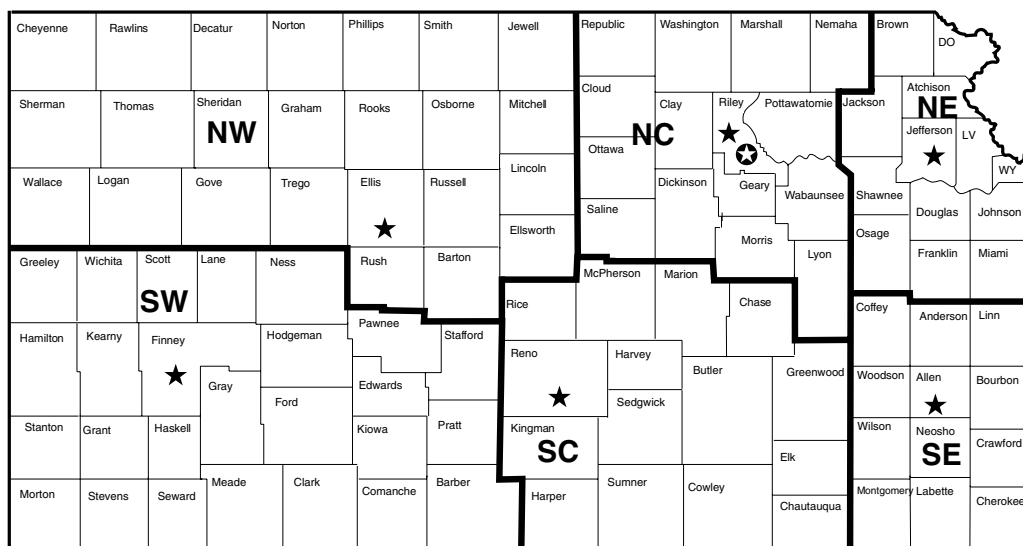 Cheyenne Rawlins Decatur Norton Phillips Smith Jewell Republic Washington Marshall Nemaha Brown
DO
Sherman Thomas Sheridan Graham Rooks Osborne Mitchell Cloud Clay Riley Pottawatomie Jackson Atchison
NW NC NE
Ottawa Jefferson LV
Wallace Logan Gove Trego Ellis Russell Lincoln Dickinson Geary Wabaunsee Shawnee WY
Saline Douglas Johnson
Ellsworth Morris Osage
Greeley Wichita Scott Lane Ness Rush Barton McPherson Marion Lyon Franklin Miami
SW
Rice Chase Coffey Anderson Linn
Hamilton Kearny Finney Hodgeman Pawnee Stafford
Reno Harvey Butler Greenwood Woodson Allen Bourbon
Gray Edwards
Ford Sedgwick
Stanton Grant Haskell Kiowa Pratt Kingman Wilson Neosho Crawford
SC SE
Elk
Morton Stevens Seward Meade Clark Comanche Barber Harper Sumner Cowley Chautauqua Montgomery Labette Cherokee